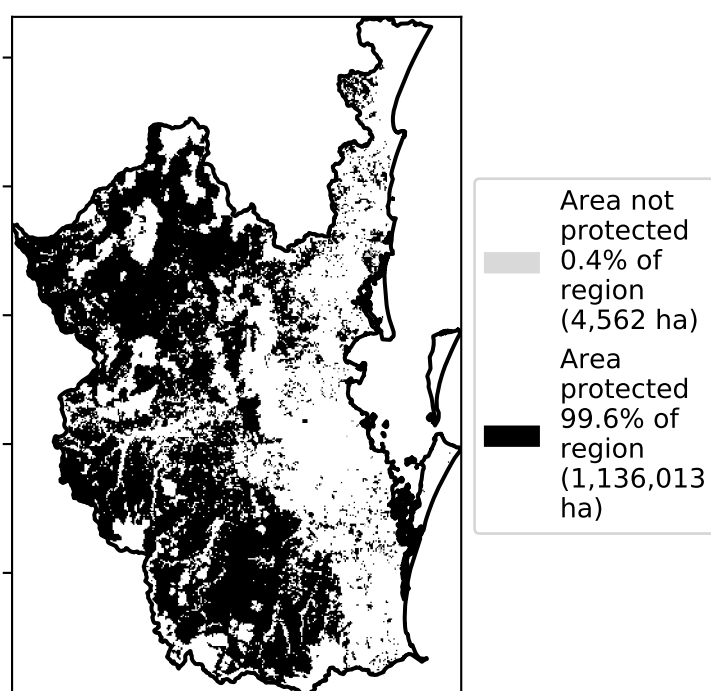 Area not
protected
0.4% of
region
(4,562 ha)
Area
protected
99.6% of
region
(1,136,013
ha)